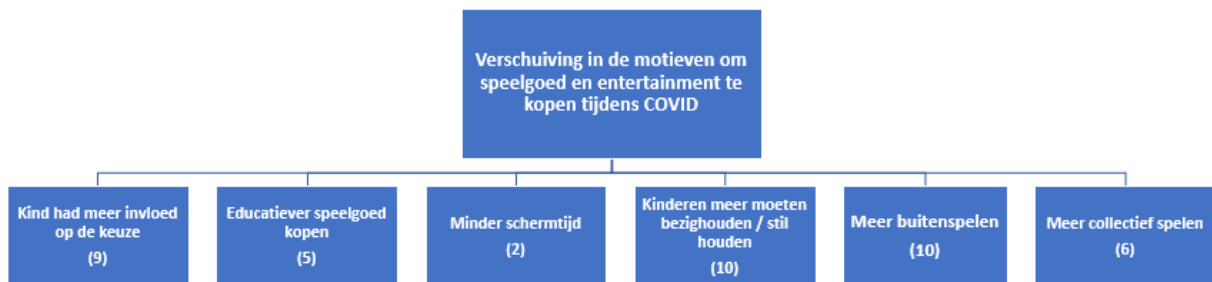 Verschuiving in de motieven om
speelgoed en entertainment te
kopen tijdens COVID
Kind had meer invloed
op de keuze
(9)
Educatiever speelgoed
kopen
(5)
Minder schermtijd
(2)
Kinderen meer moeten
bezighouden / stil
houden
(10)
Meer buitenspelen
(10)
Meer collectief spelen
(6)